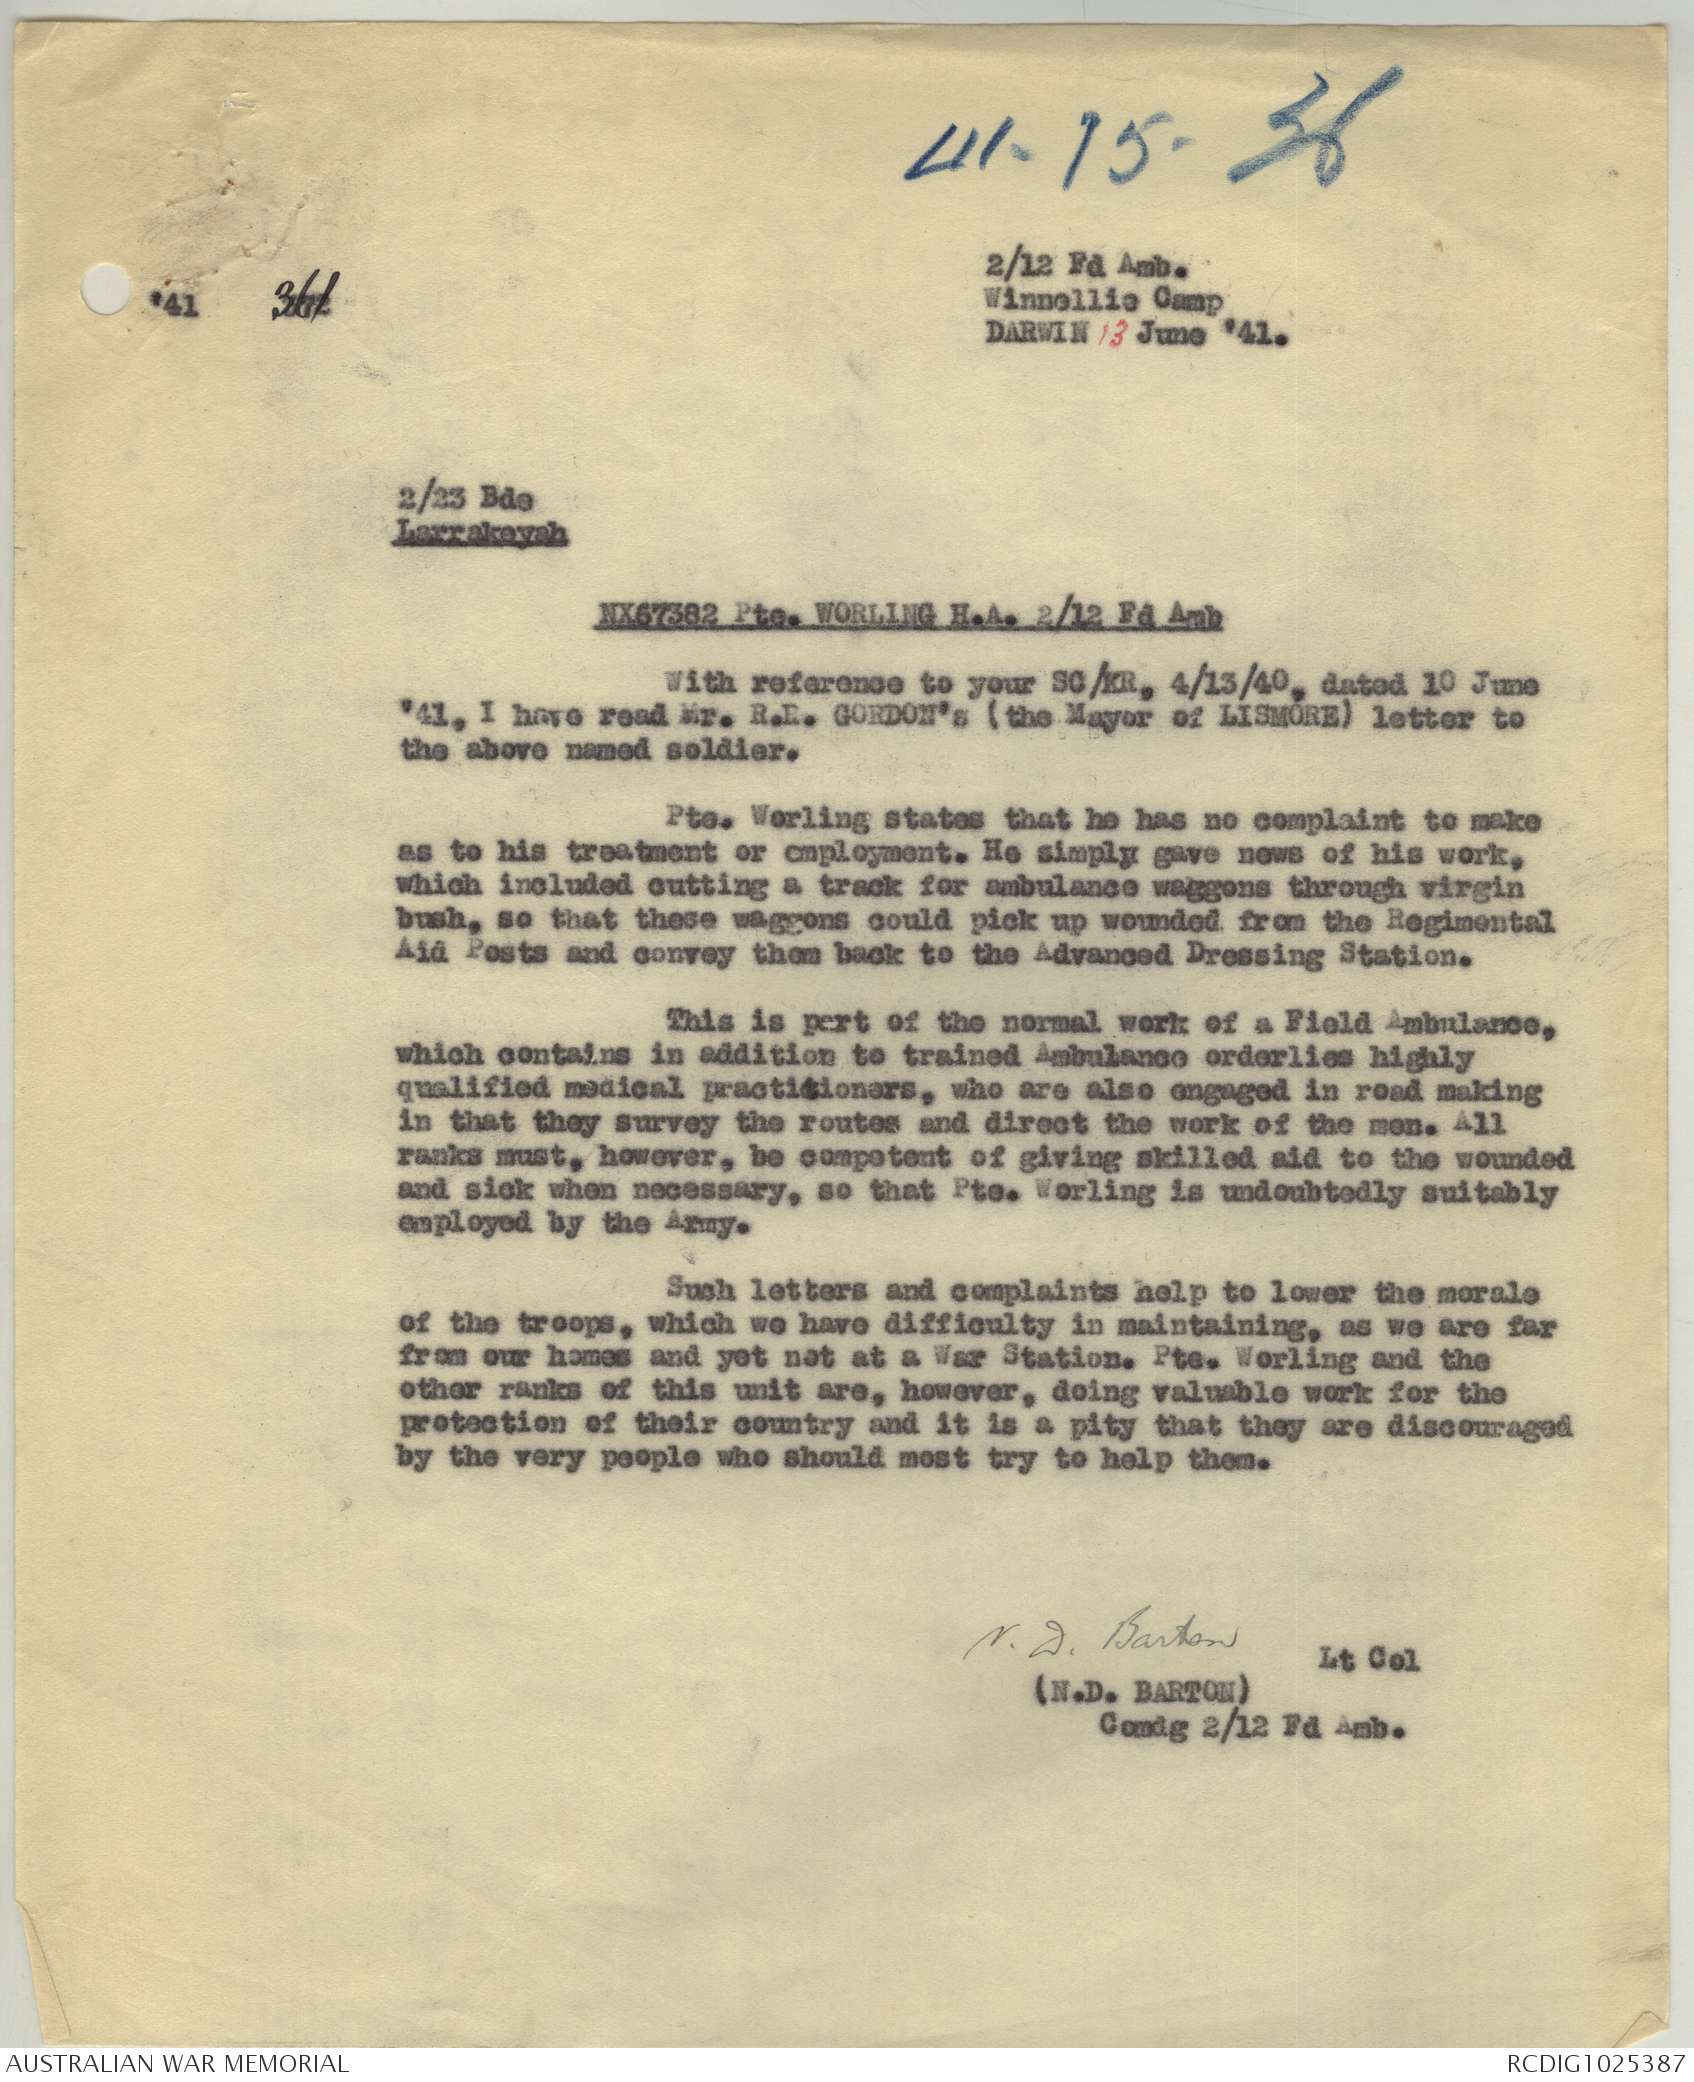 41-15-36
2/12 Fd Amb.
Winnellie Camp
'41 361
DARWIN 13 June '41.
2/23 Bde
Larrakeyah
NX67382 Pte. WORLING H.A. 2/12 Fd Amb
With reference to your SC/KR, 4/13/40, dated 10 June
'41, I have read Mr. R.R. GORDON's (the Mayor of LISMORE) letter to
the above named soldier.
Pte. Worling states that he has no complaint to make
as to his treatment or employment. He simply gave news of his work,
which included cutting a track for ambulance waggons through virgin
bush, so that these waggons could pick up wounded from the Regimental
Aid Posts and convey them back to the Advanced Dressing Station.
This is part of the normal work of a Field Ambulance,
which contains in addition to trained Ambulance orderlies highly
qualified medical practitioners, who are also engaged in road making
in that they survey the routes and direct the work of the men. All
ranks must, however, be competent of giving skilled aid to the wounded
and sick when necessary, so that Pte. Worling is undoubtedly suitably
employed by the Army.
Such letters and complaints help to lower the morale
of the troops, which we have difficulty in maintaining, as we are far
from our homes and yet not at a War Station. Pte. Worling and the
other ranks of this unit are, however, doing valuable work for the
protection of their country and it is a pity that they are discouraged
by the very people who should most try to help them.
N. D. Barton Lt Col
(N.D. BARTON)
Comdg 2/12 Fd Amb.
AUSTRALIAN WAR MEMORIAL
RCDIG1025387